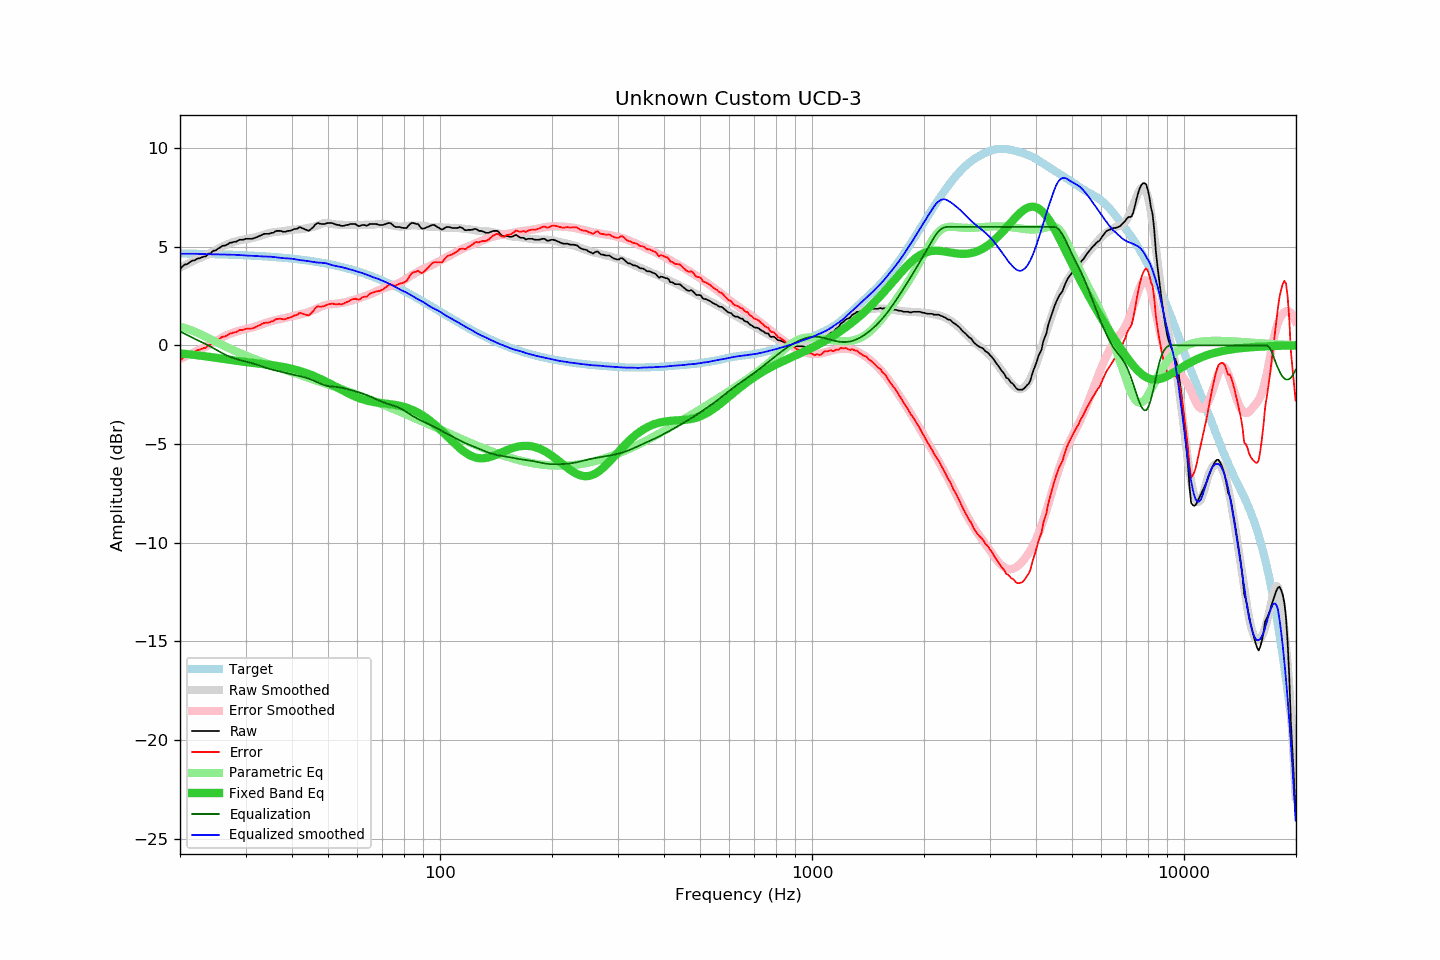 Unknown Custom UCD-3
Amplitude (dBr)
10
5
0
−5
−10
−15
−20
−25
Target
Raw Smoothed
Error Smoothed
Raw
Error
Parametric Eq
Fixed Band Eq
Equalization
Equalized smoothed
100
1000
10000
Frequency (Hz)